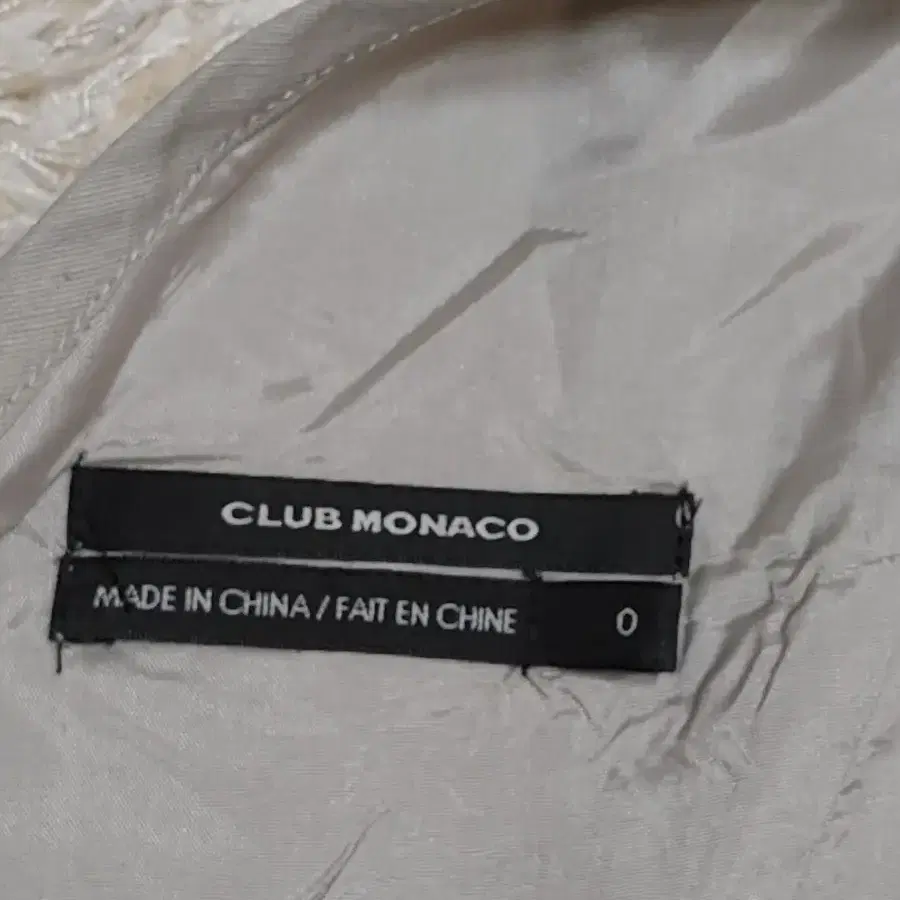 CLUB MONACO
MADE IN CHINA / FAIT EN CHINE 0